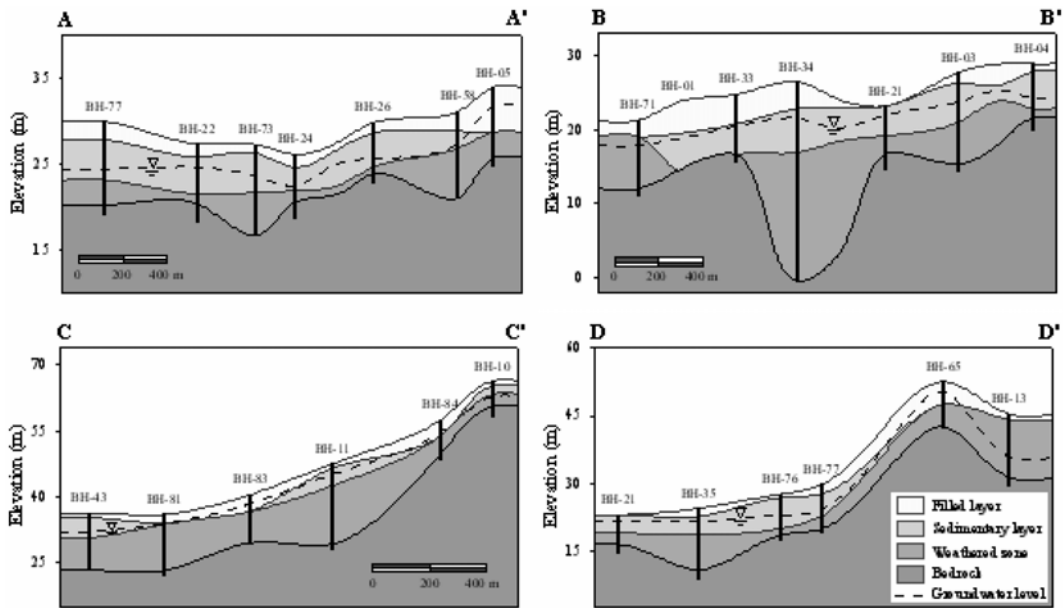 A A'
Elevation (m)
35
25
15
BH-77
BH-22
BH-73
BH-24
BH-26
BH-58
BH-05
0 200 400 m
B B'
Elevation (m)
30
20
10
0
BH-71
BH-01
BH-33
BH-34
BH-21
BH-03
BH-04
0 200 400 m
C C'
Elevation (m)
70
55
40
25
BH-43
BH-81
BH-83
BH-11
BH-84
BH-10
0 200 400 m
D D'
Elevation (m)
60
45
30
15
BH-21
BH-35
BH-76
BH-77
BH-65
BH-13
Filled layer
Sedimentary layer
Weathered zone
Bedrock
Groundwater level